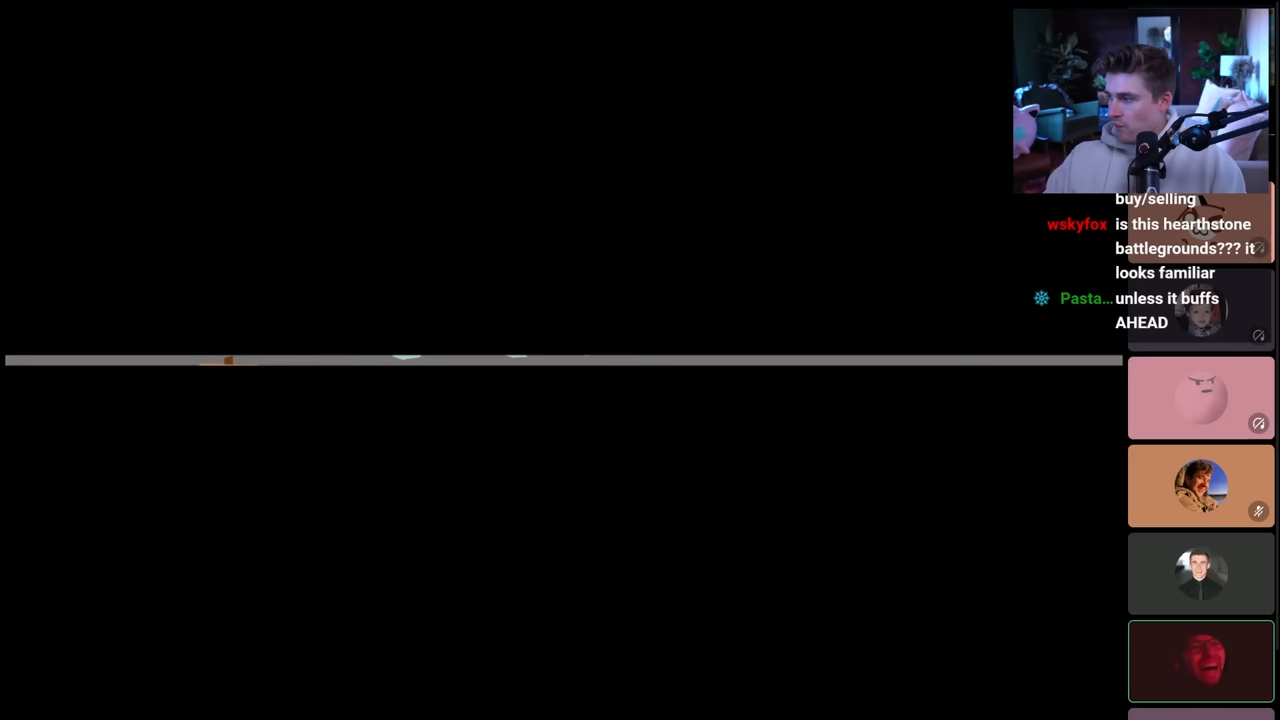 buy/selling
wskyfox is this hearthstone
battlegrounds??? it
looks familiar
Pasta... unless it buffs
AHEAD